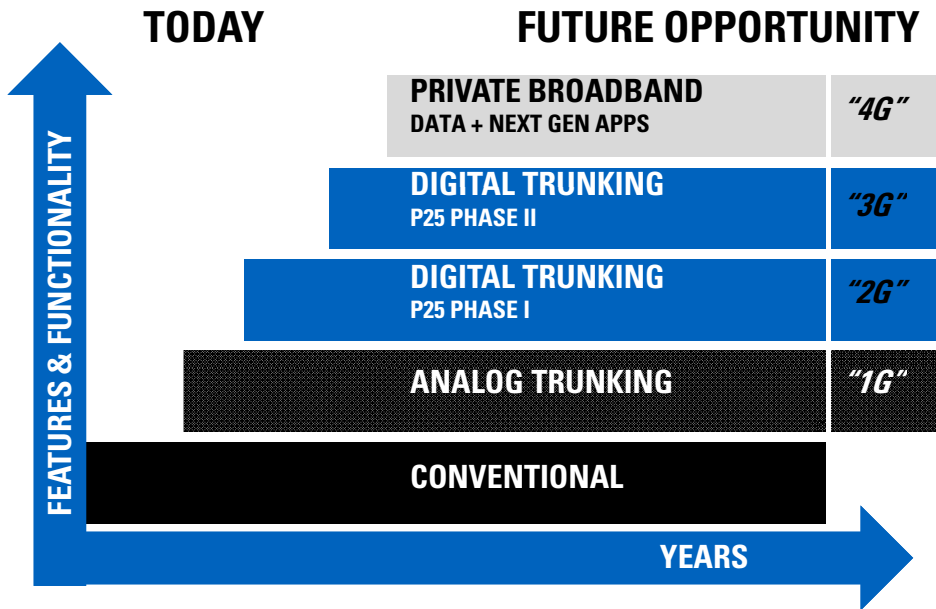 TODAY
FUTURE OPPORTUNITY
PRIVATE BROADBAND
DATA + NEXT GEN APPS
“4G”
DIGITAL TRUNKING
P25 PHASE II
“3G”
DIGITAL TRUNKING
P25 PHASE I
“2G”
ANALOG TRUNKING
“1G”
CONVENTIONAL
FEATURES & FUNCTIONALITY
YEARS